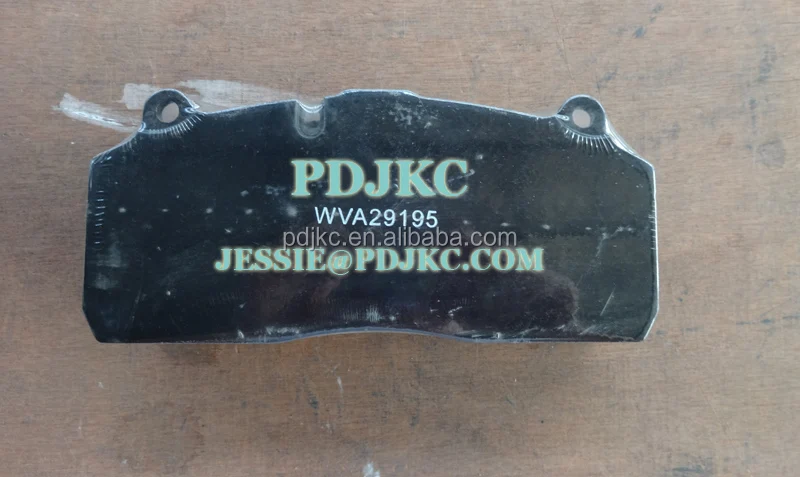 PDJKC
WVA29195
pdjkc.en.alibaba.com
JESSIE@PDJKC.COM